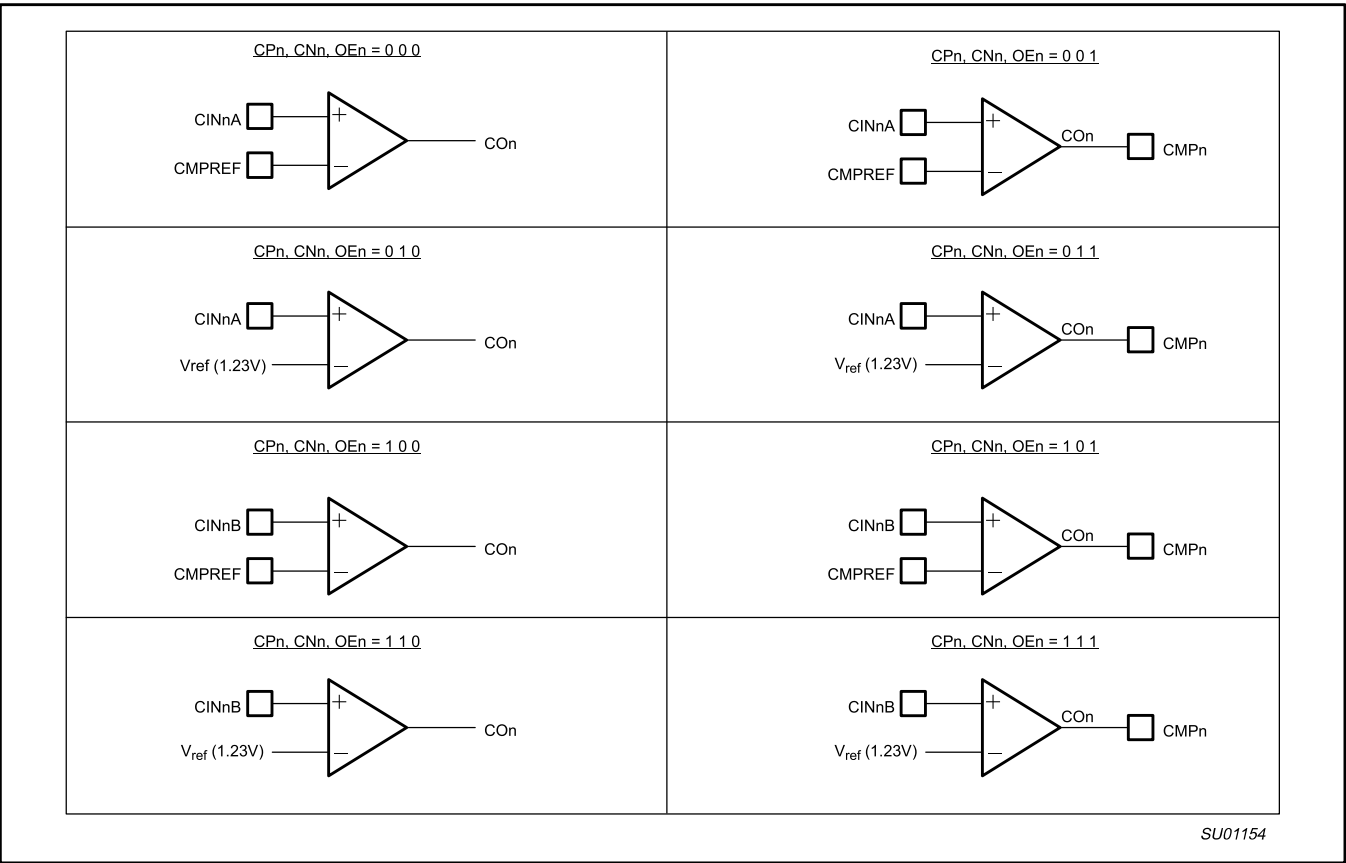 CPn, CNn, OEn = 0 0 0
CINnA
+
CMPREF
–
COn
CPn, CNn, OEn = 0 0 1
CINnA
+
CMPREF
–
COn
CMPn
CPn, CNn, OEn = 0 1 0
CINnA
+
Vref (1.23V)
–
COn
CPn, CNn, OEn = 0 1 1
CINnA
+
Vref (1.23V)
–
COn
CMPn
CPn, CNn, OEn = 1 0 0
CINnB
+
CMPREF
–
COn
CPn, CNn, OEn = 1 0 1
CINnB
+
CMPREF
–
COn
CMPn
CPn, CNn, OEn = 1 1 0
CINnB
+
Vref (1.23V)
–
COn
CPn, CNn, OEn = 1 1 1
CINnB
+
Vref (1.23V)
–
COn
CMPn
SU01154